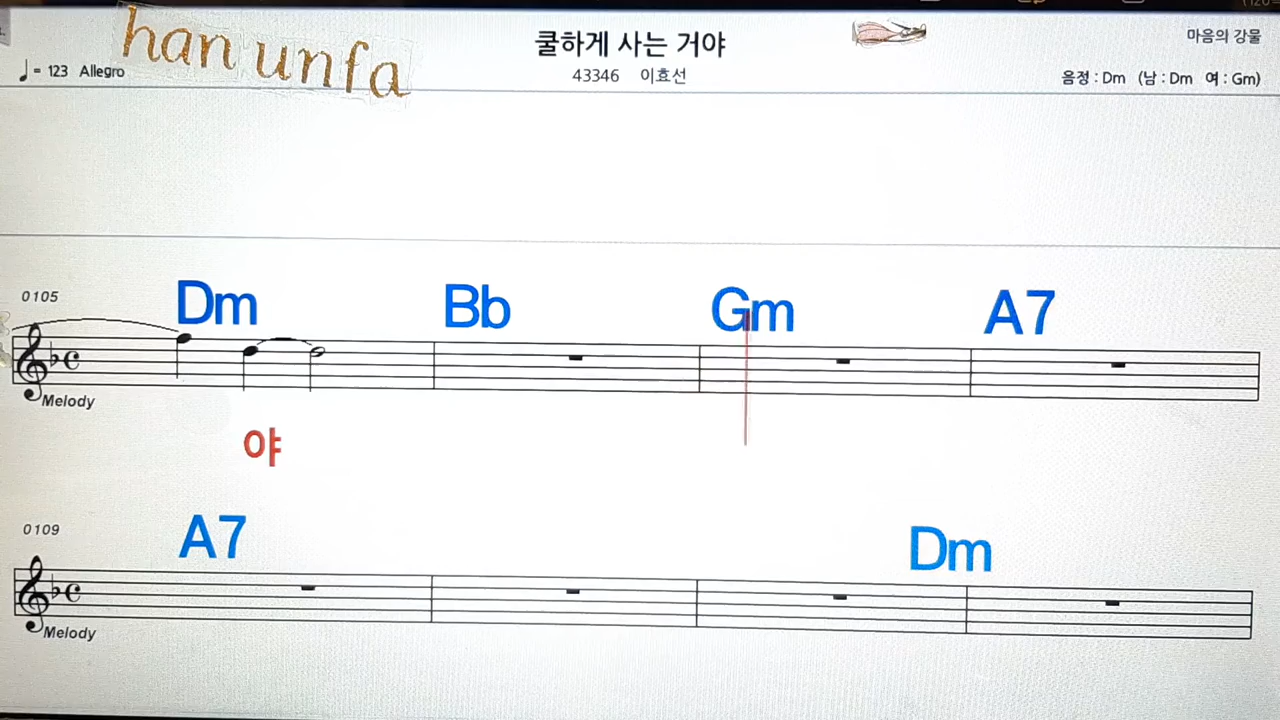 han unfa
쿨하게 사는 거야
마음의 강물
♩= 123 Allegro
43346 이효선
음정 : Dm (남 : Dm 여 : Gm)
0105
Dm Bb Gm A7
Melody
야
0109
A7 Dm
Melody